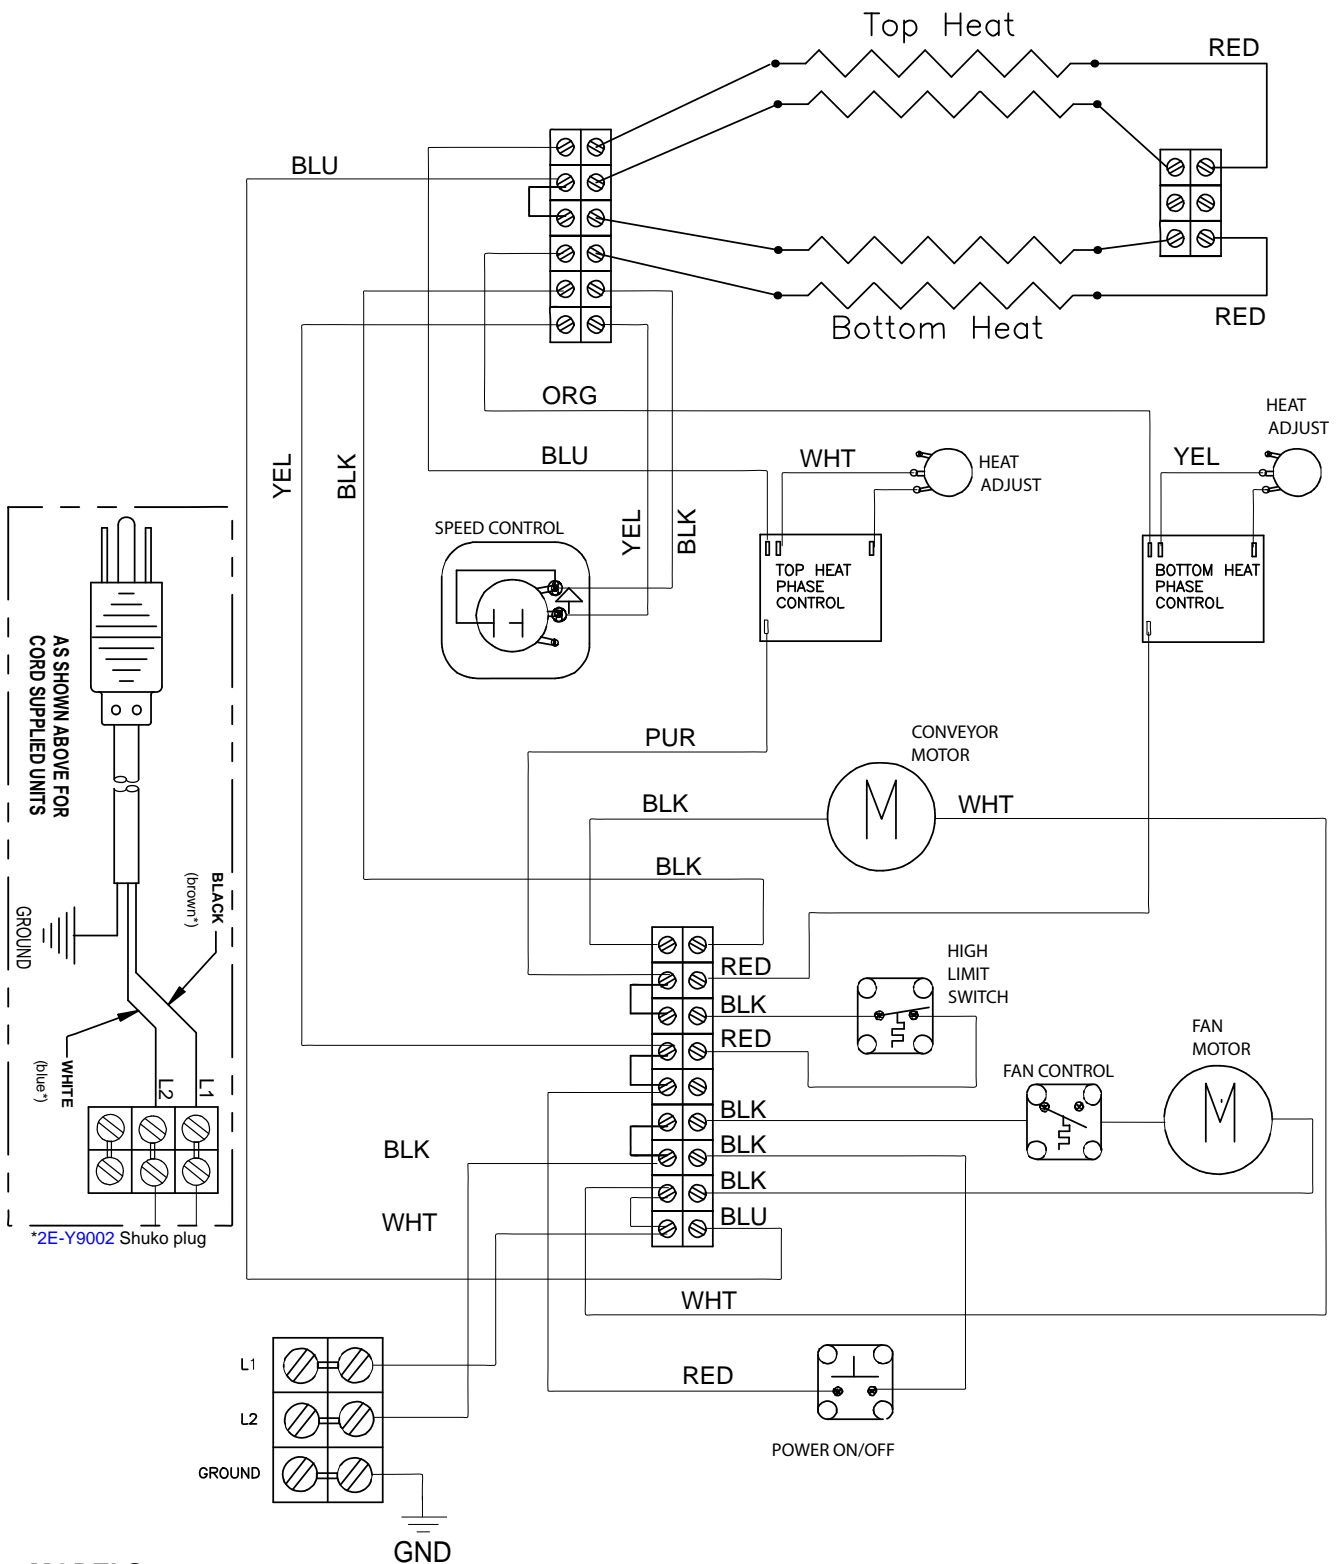 Top Heat
RED
BLU
Bottom Heat
RED
ORG
HEAT
ADJUST
BLU
WHT
HEAT
ADJUST
YEL
YEL
BLK
YEL
BLK
SPEED CONTROL
TOP HEAT
PHASE
CONTROL
BOTTOM HEAT
PHASE
CONTROL
AS SHOWN ABOVE FOR
CORD SUPPLIED UNITS
PUR
CONVEYOR
MOTOR
M
BLK
WHT
BLK
BLACK
(brown*)
GROUND
WHITE
(blue*)
L2
L1
*2E-Y9002 Shuko plug
RED
BLK
RED
HIGH
LIMIT
SWITCH
FAN
MOTOR
M
FAN CONTROL
BLK
BLK
BLK
BLK
WHT
BLU
WHT
L1
L2
GROUND
GND
RED
POWER ON/OFF